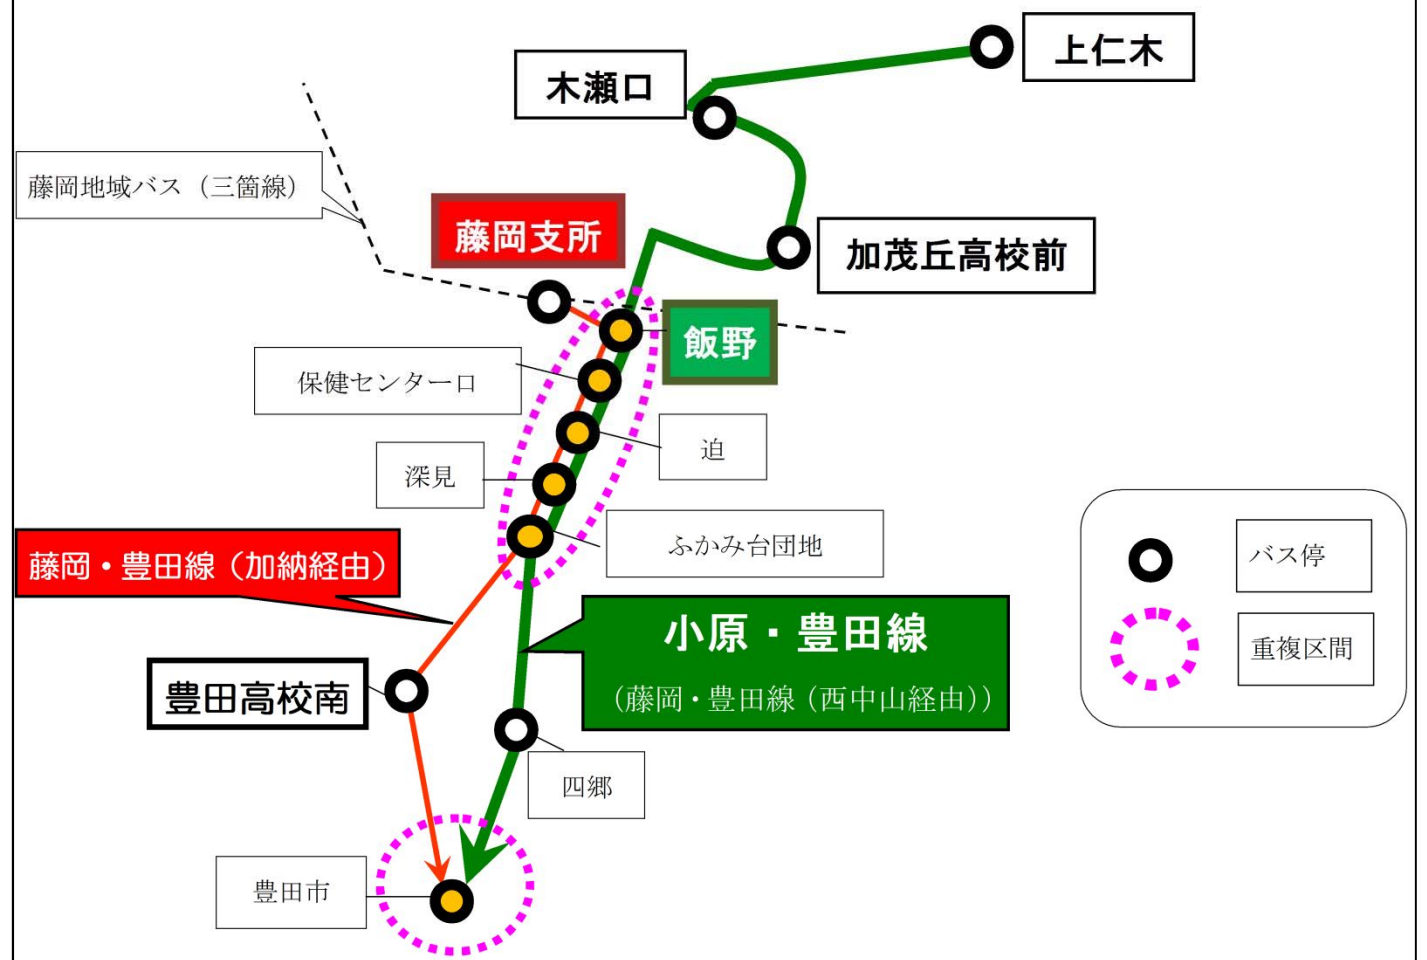 上仁木
木瀬口
藤岡地域バス（三箇線）
藤岡支所
加茂丘高校前
飯野
保健センター口
迫
深見
ふかみ台団地
藤岡・豊田線（加納経由）
小原・豊田線
（藤岡・豊田線（西中山経由））
豊田高校南
四郷
豊田市
バス停
重複区間